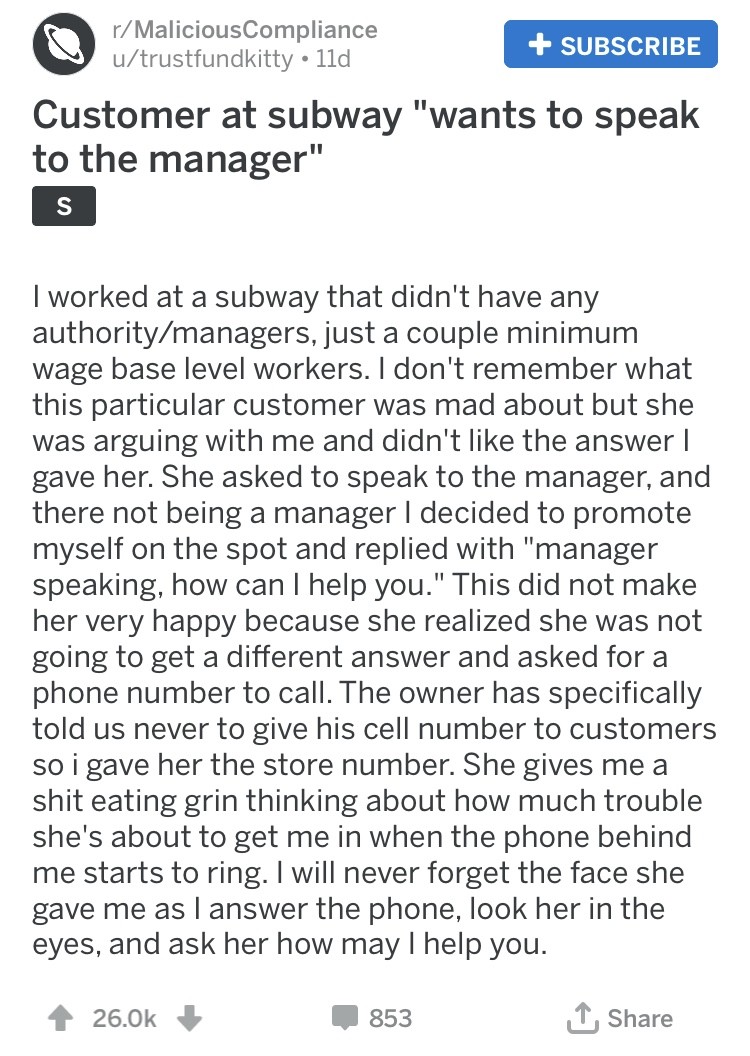 r/MaliciousCompliance
u/trustfundkitty • 11d
+ SUBSCRIBE
Customer at subway "wants to speak
to the manager"
S
I worked at a subway that didn't have any
authority/managers, just a couple minimum
wage base level workers. I don't remember what
this particular customer was mad about but she
was arguing with me and didn't like the answer I
gave her. She asked to speak to the manager, and
there not being a manager I decided to promote
myself on the spot and replied with "manager
speaking, how can I help you." This did not make
her very happy because she realized she was not
going to get a different answer and asked for a
phone number to call. The owner has specifically
told us never to give his cell number to customers
so i gave her the store number. She gives me a
shit eating grin thinking about how much trouble
she's about to get me in when the phone behind
me starts to ring. I will never forget the face she
gave me as I answer the phone, look her in the
eyes, and ask her how may I help you.
26.0k
853
Share